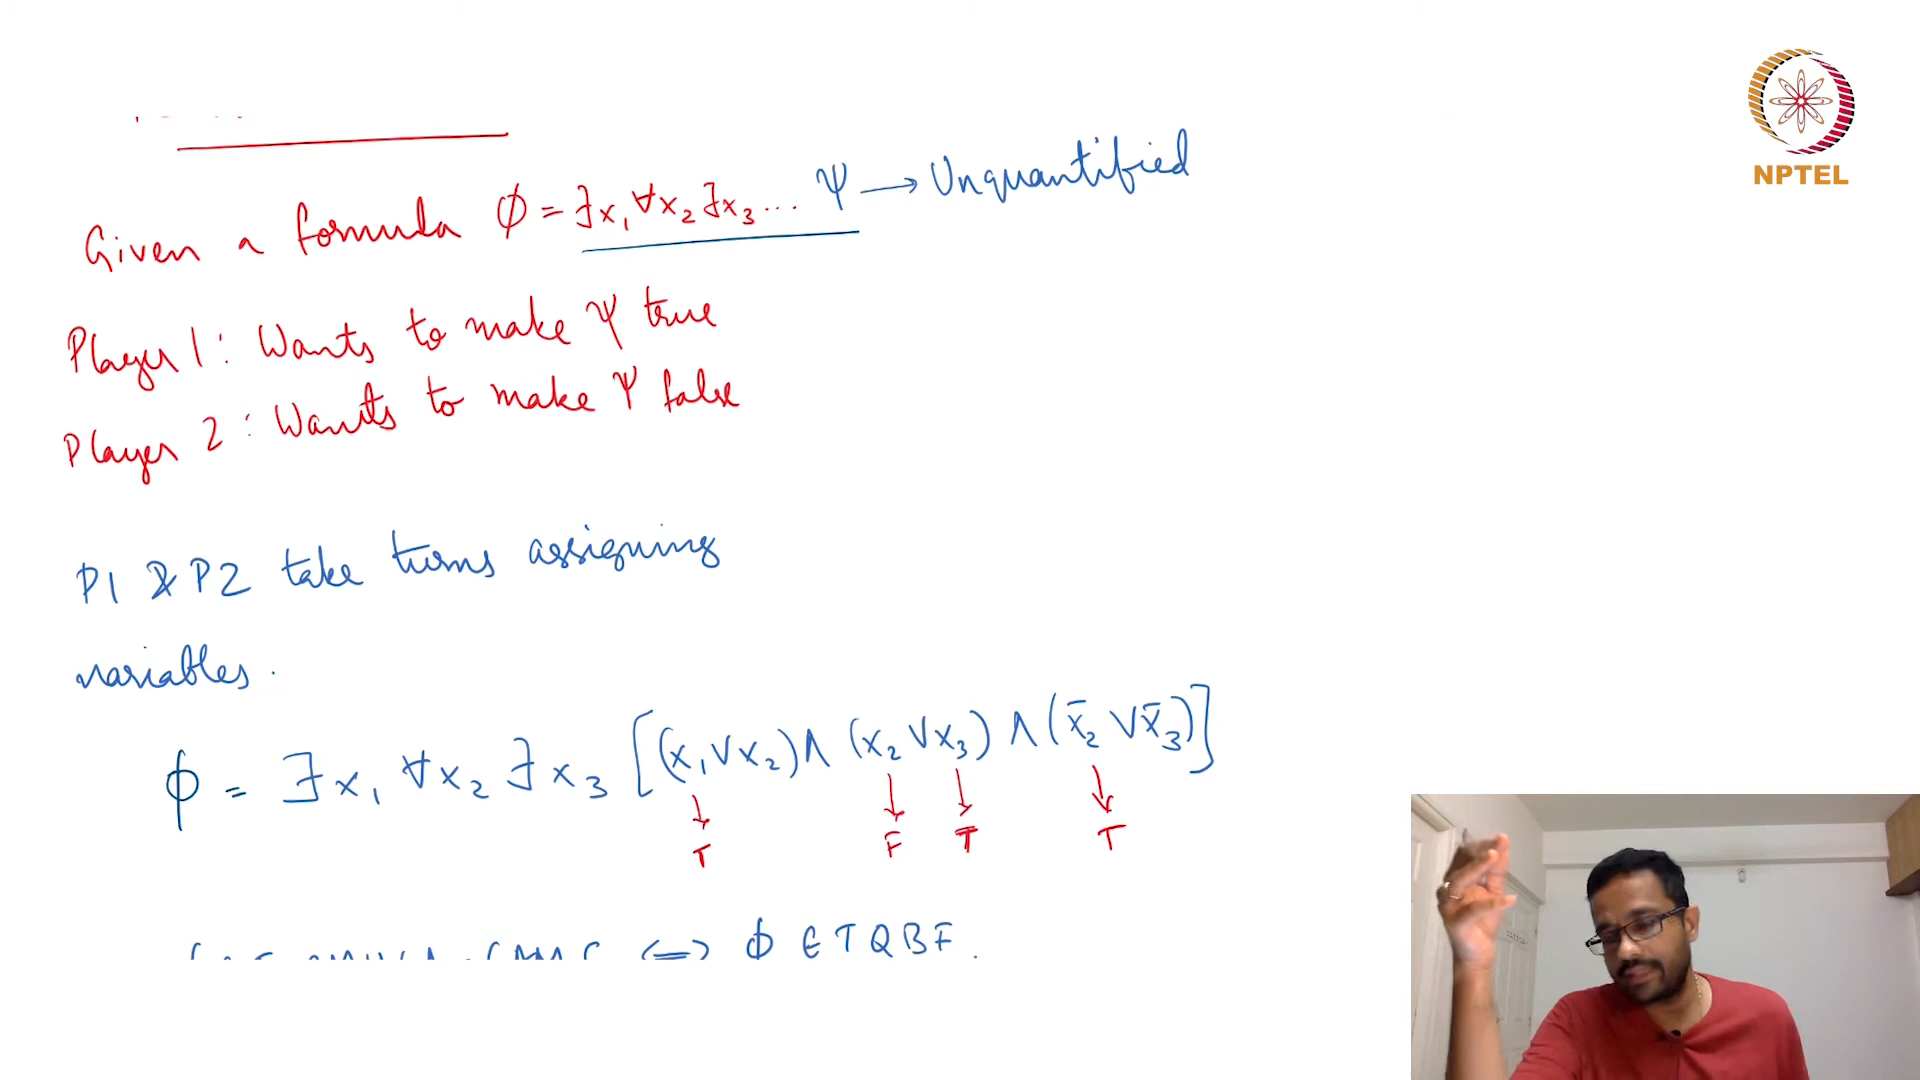 NPTEL
Given a formula ϕ = ∃x₁ ∀x₂ ∃x₃ ... Ψ → Unquantified
Player 1 : Wants to make Ψ true
Player 2 : Wants to make Ψ false
P1 & P2 take turns assigning
variables.
ϕ = ∃x₁ ∀x₂ ∃x₃ [(x₁ ∨ x₂) ∧ (x₂ ∨ x₃) ∧ (x̄₂ ∨ x̄₃)]
↓ ↓ ↓ ↓
T F T T
⇔ ϕ ∈ TQBF.